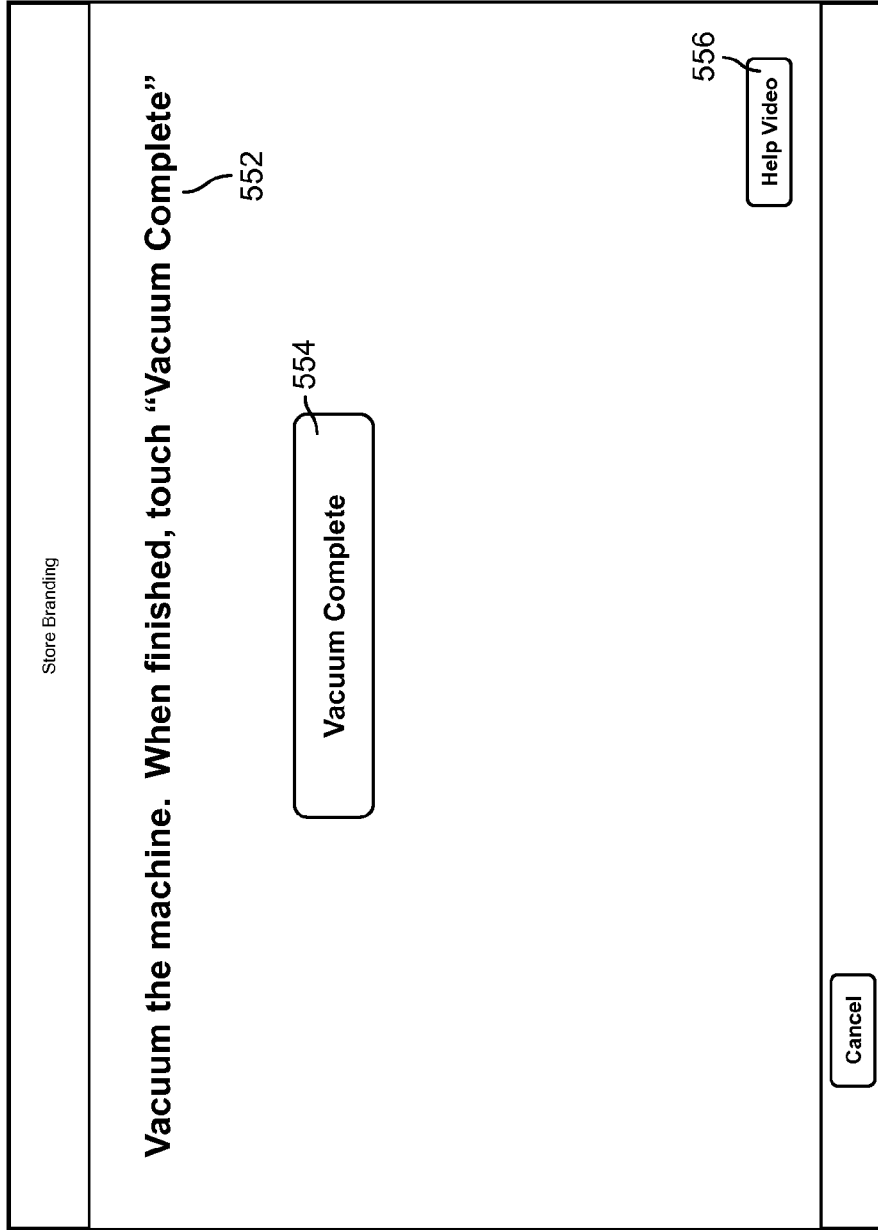 Store Branding
Vacuum the machine.  When finished, touch “Vacuum Complete”
552
554
Vacuum Complete
556
Help Video
Cancel